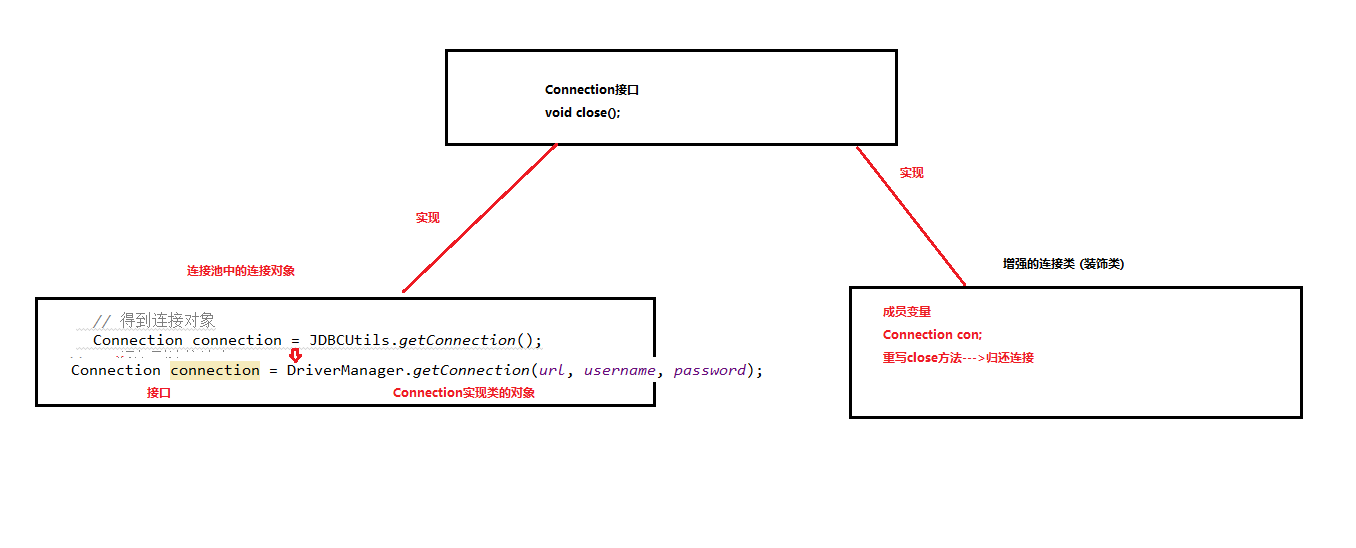 Connection接口
void close();
实现
实现
连接池中的连接对象
增强的连接类 (装饰类)
// 得到连接对象
Connection connection = JDBCUtils.getConnection();
Connection connection = DriverManager.getConnection(url, username, password);
接口
Connection实现类的对象
成员变量
Connection con;
重写close方法--->归还连接